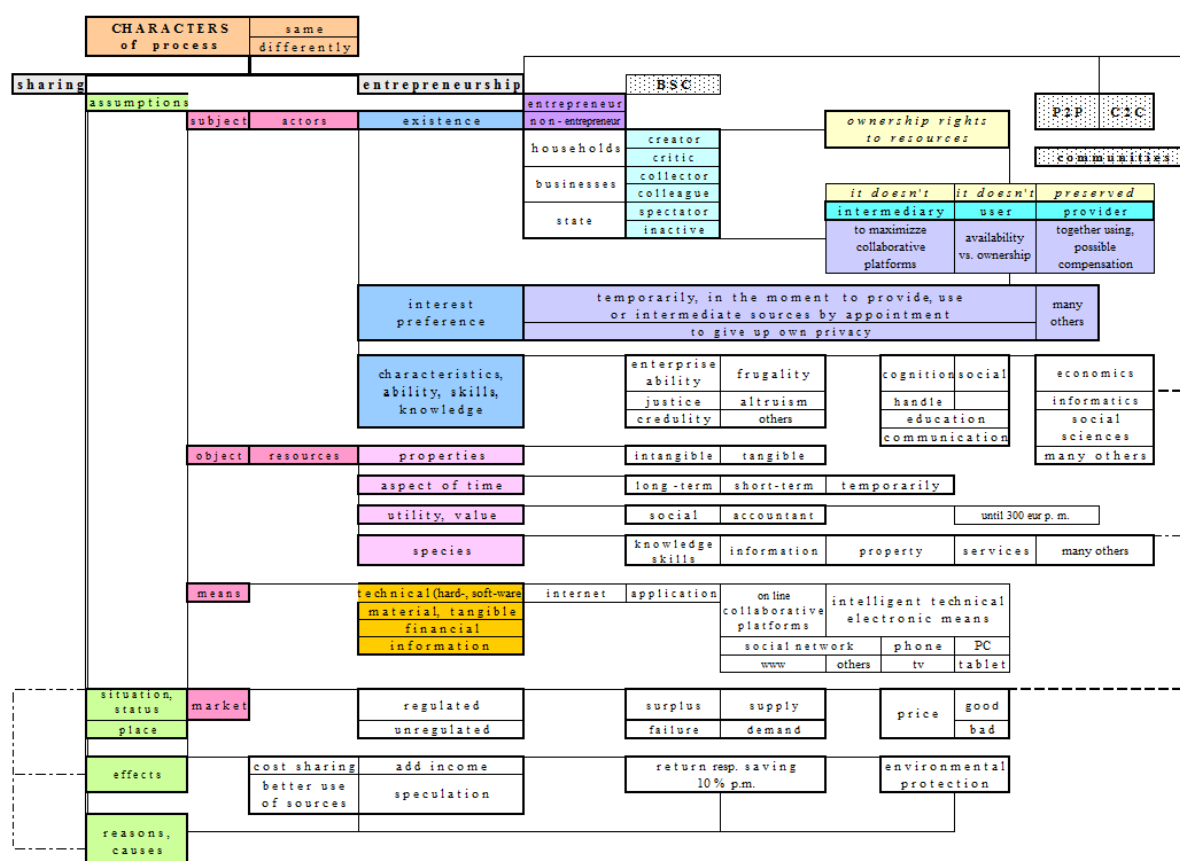 CHARACTERS
of process
same
differently
sharing
entrepreneurship
BSC
assumptions
entrepreneur
P2P
C2C
subject
actors
existence
non - entrepreneur
ownership rights
to resources
households
creator
critic
communities
businesses
collector
colleague
it doesn't
it doesn't
preserved
state
spectator
inactive
intermediary
user
provider
to maximizze
collaborative
platforms
availability
vs. ownership
together using,
possible
compensation
interest
preference
temporarily, in the moment to provide, use
or intermediate sources by appointment
to give up own privacy
many
others
characteristics,
ability, skills,
knowledge
enterprise
ability
frugality
cognition
social
economics
justice
altruism
handle
informatics
credulity
others
education
communication
social
sciences
many others
object
resources
properties
intangible
tangible
aspect of time
long-term
short-term
temporarily
utility, value
social
accountant
until 300 eur p. m.
species
knowledge
skills
information
property
services
many others
means
technical (hard-, soft-ware
internet
application
on line
collaborative
platforms
intelligent technical
electronic means
material, tangible
financial
information
social network
phone
PC
www
others
tv
tablet
situation,
status
market
regulated
surplus
supply
price
good
place
unregulated
failure
demand
bad
effects
cost sharing
add income
return resp. saving
10 % p.m.
environmental
protection
better use
of sources
speculation
reasons,
causes